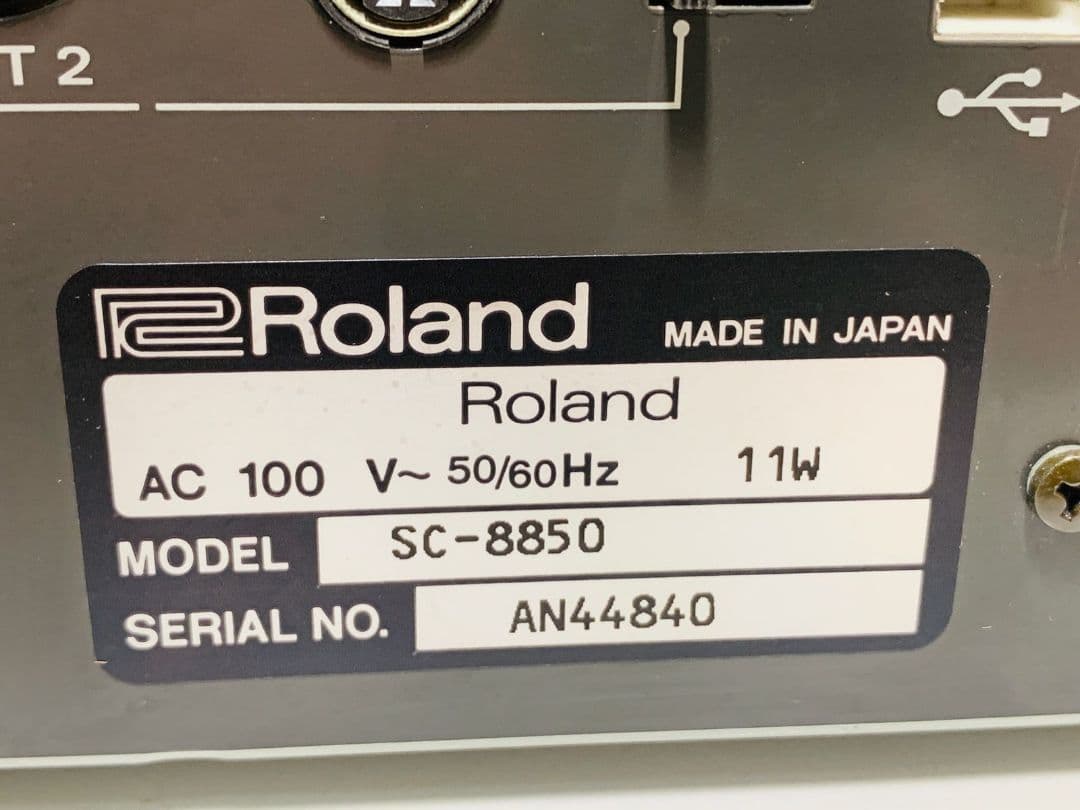 T 2
Roland MADE IN JAPAN
Roland
AC 100 V~ 50/60Hz 11W
MODEL SC-8850
SERIAL NO. AN44840